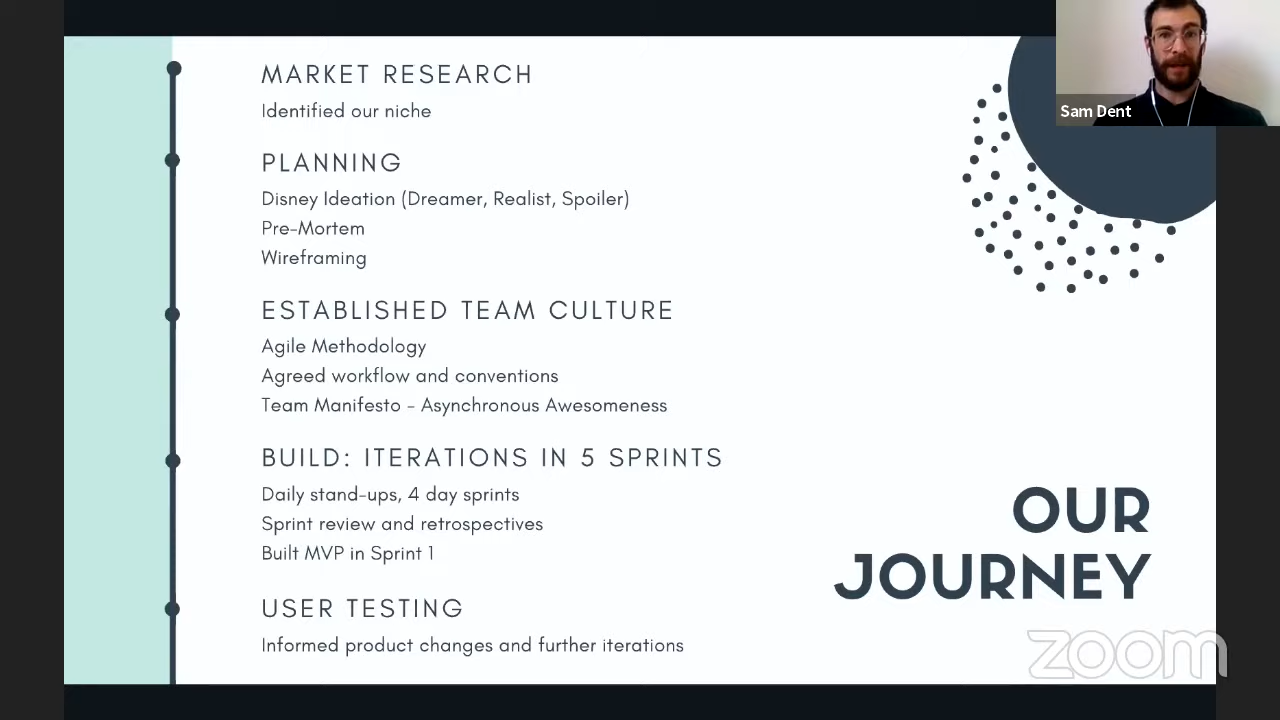 MARKET RESEARCH
Identified our niche
PLANNING
Disney Ideation (Dreamer, Realist, Spoiler)
Pre-Mortem
Wireframing
ESTABLISHED TEAM CULTURE
Agile Methodology
Agreed workflow and conventions
Team Manifesto - Asynchronous Awesomeness
BUILD: ITERATIONS IN 5 SPRINTS
Daily stand-ups, 4 day sprints
Sprint review and retrospectives
Built MVP in Sprint 1
USER TESTING
Informed product changes and further iterations
OUR
JOURNEY
Sam Dent
zoom